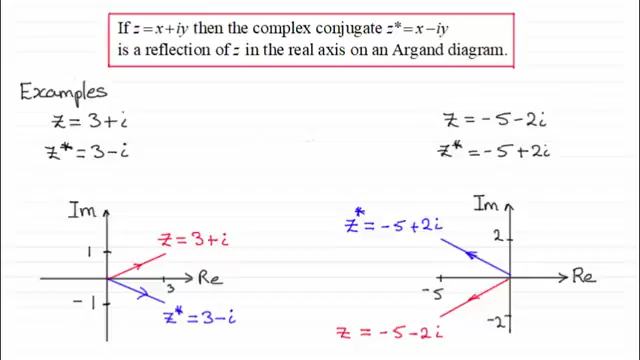 If z = x + iy then the complex conjugate z* = x − iy
is a reflection of z in the real axis on an Argand diagram.
Examples
z = 3 + i
z* = 3 − i
z = −5 − 2i
z* = −5 + 2i
Im
1
−1
z = 3 + i
Re
3
z* = 3 − i
Im
2
z* = −5 + 2i
Re
−5
−2
z = −5 − 2i